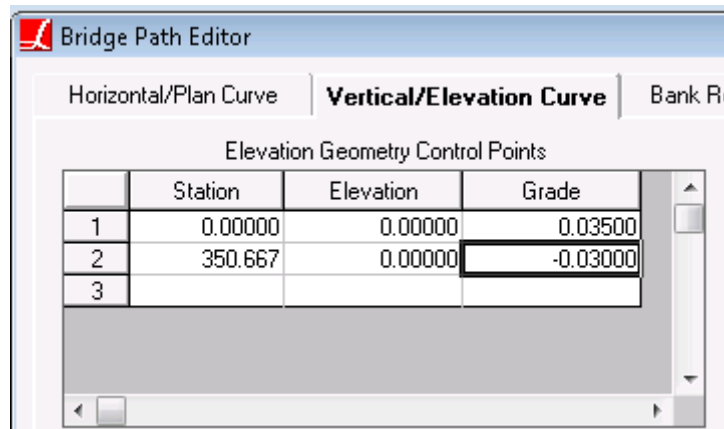 Bridge Path Editor
Horizontal/Plan Curve Vertical/Elevation Curve Bank
Elevation Geometry Control Points
Station Elevation Grade
1 0.00000 0.00000 0.03500
2 350.667 0.00000 -0.03000
3